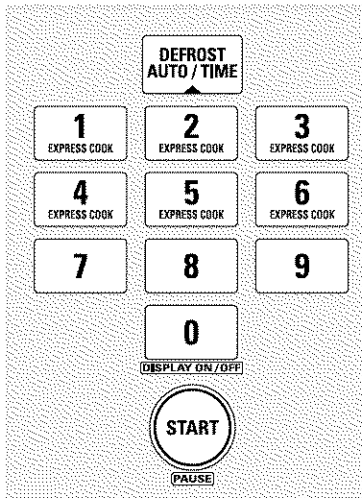 DEFROST
AUTO / TIME
1 2 3
EXPRESS COOK EXPRESS COOK EXPRESS COOK
4 5 6
EXPRESS COOK EXPRESS COOK EXPRESS COOK
7 8 9
0
DISPLAY ON/OFF
START
PAUSE